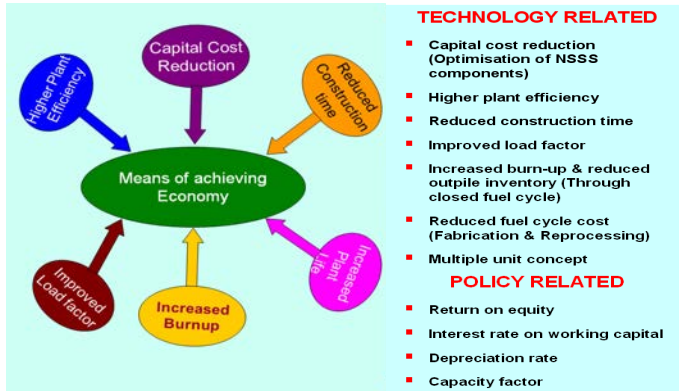 Higher Plant
Efficiency
Capital Cost
Reduction
Reduced
Construction
time
Means of achieving
Economy
Improved
Load factor
Increased
Burnup
Increased
Plant
Life
TECHNOLOGY RELATED
▪ Capital cost reduction
(Optimisation of NSSS
components)
▪ Higher plant efficiency
▪ Reduced construction time
▪ Improved load factor
▪ Increased burn-up & reduced
outpile inventory (Through
closed fuel cycle)
▪ Reduced fuel cycle cost
(Fabrication & Reprocessing)
▪ Multiple unit concept
POLICY RELATED
▪ Return on equity
▪ Interest rate on working capital
▪ Depreciation rate
▪ Capacity factor